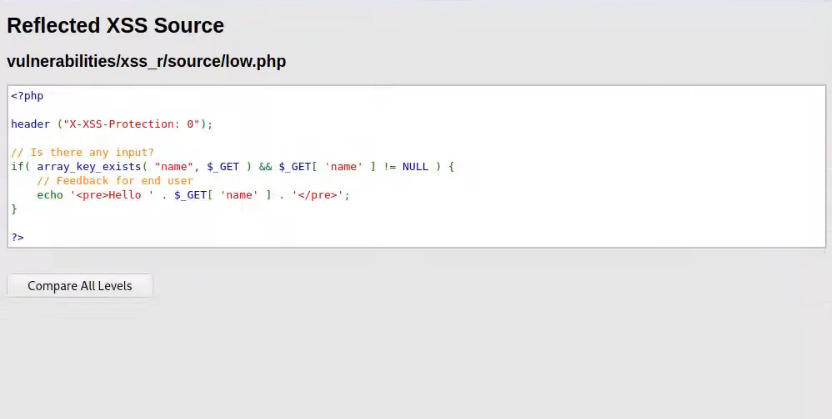 Reflected XSS Source
vulnerabilities/xss_r/source/low.php
<?php
header ("X-XSS-Protection: 0");
// Is there any input?
if( array_key_exists( "name", $_GET ) && $_GET[ 'name' ] != NULL ) {
    // Feedback for end user
    echo '<pre>Hello ' . $_GET[ 'name' ] . '</pre>';
}
?>
Compare All Levels